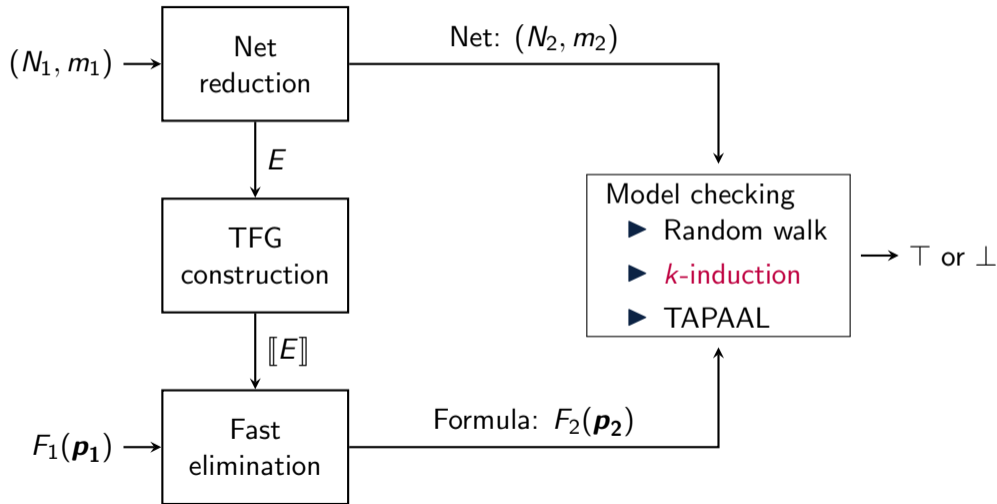 Net
reduction
(N₁, m₁)
Net: (N₂, m₂)
E
TFG
construction
⟦E⟧
Model checking
▶ Random walk
▶ k-induction
▶ TAPAAL
⊤ or ⊥
F₁(p₁)
Fast
elimination
Formula: F₂(p₂)